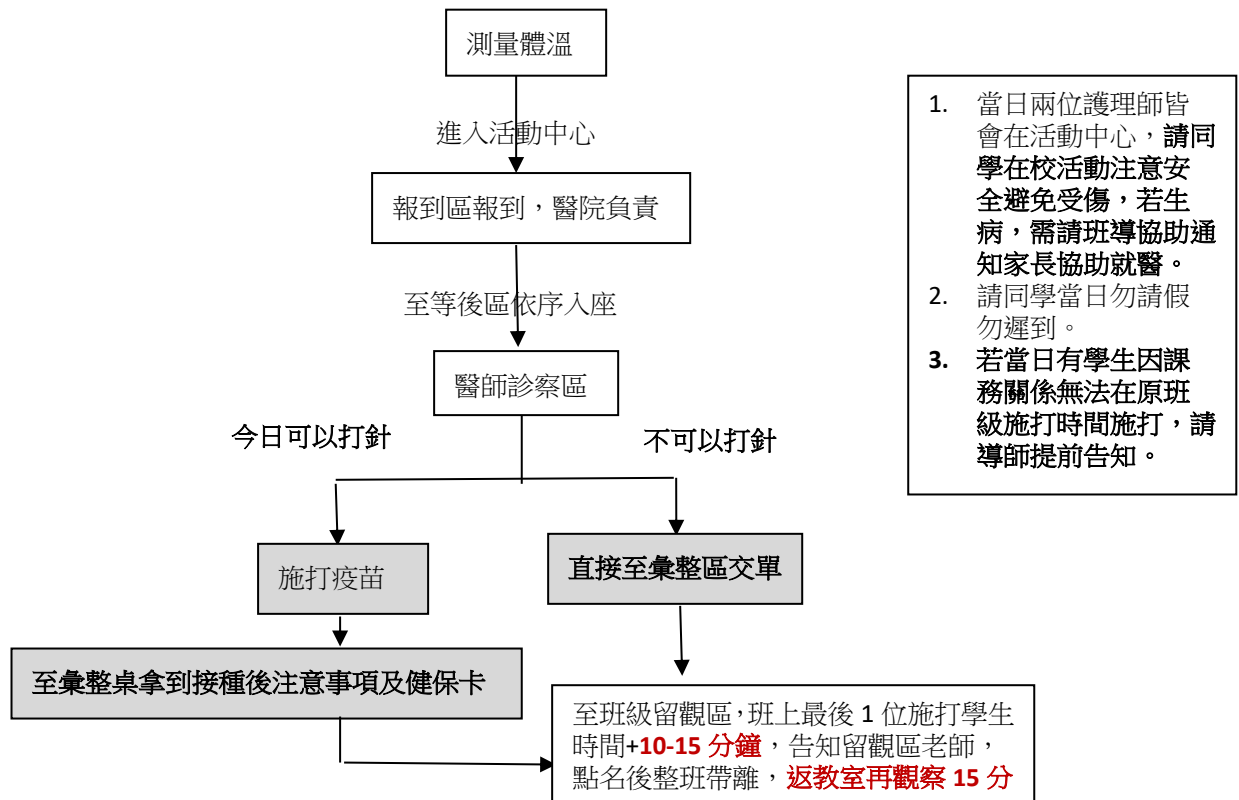 測量體溫
進入活動中心
報到區報到，醫院負責
至等後區依序入座
醫師診察區
今日可以打針
不可以打針
施打疫苗
直接至彙整區交單
至彙整桌拿到接種後注意事項及健保卡
至班級留觀區，班上最後 1 位施打學生
時間+10-15 分鐘，告知留觀區老師，
點名後整班帶離，返教室再觀察 15 分
1. 當日兩位護理師皆
會在活動中心，請同
學在校活動注意安
全避免受傷，若生
病，需請班導協助通
知家長協助就醫。
2. 請同學當日勿請假
勿遲到。
3. 若當日有學生因課
務關係無法在原班
級施打時間施打，請
導師提前告知。